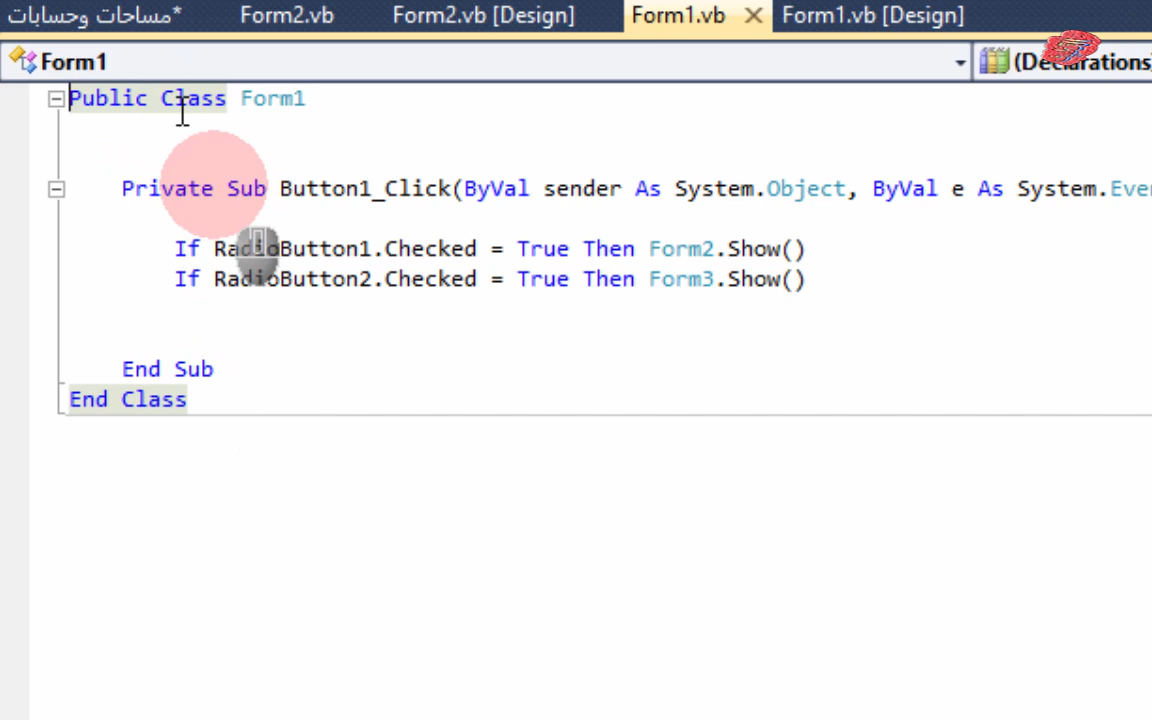 مساحات وحسابات* Form2.vb Form2.vb [Design] Form1.vb Form1.vb [Design]
Form1 (Declarations)
Public Class Form1
Private Sub Button1_Click(ByVal sender As System.Object, ByVal e As System.Eve
If RadioButton1.Checked = True Then Form2.Show()
If RadioButton2.Checked = True Then Form3.Show()
End Sub
End Class